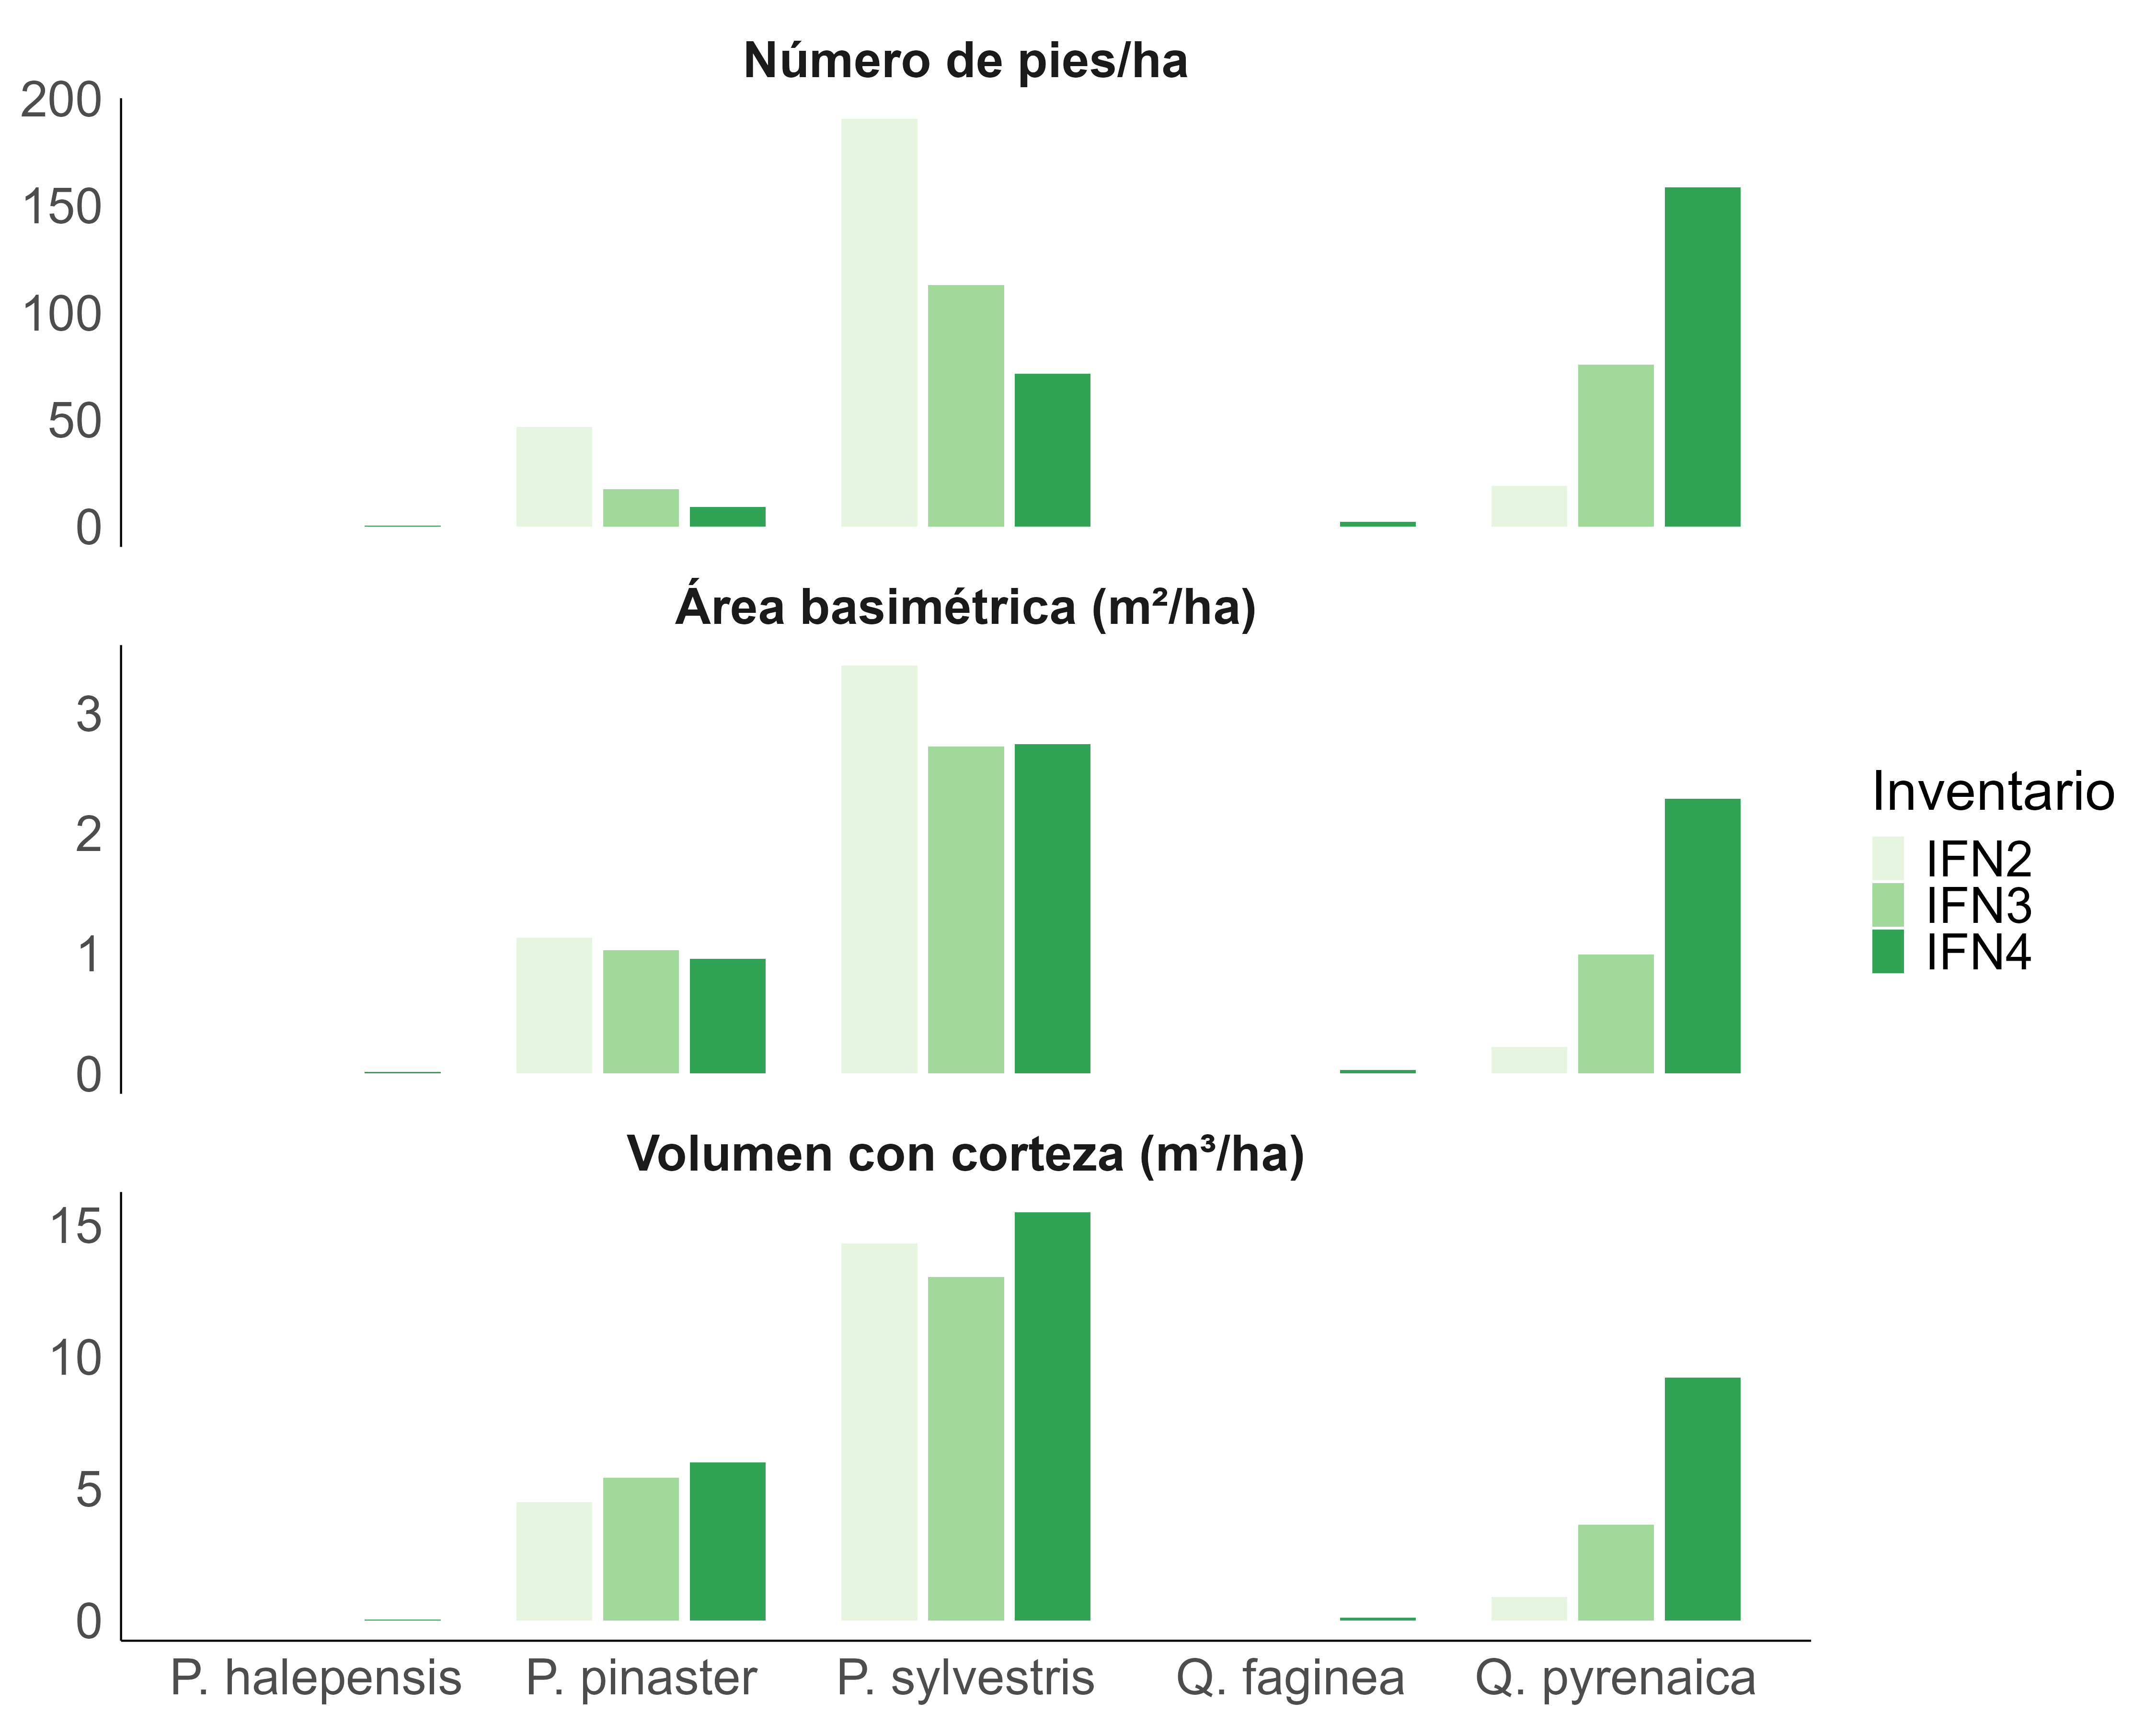 Número de pies/ha
200
150
100
50
0
Área basimétrica (m²/ha)
3
2
1
0
Volumen con corteza (m³/ha)
15
10
5
0
P. halepensis
P. pinaster
P. sylvestris
Q. faginea
Q. pyrenaica
Inventario
IFN2
IFN3
IFN4